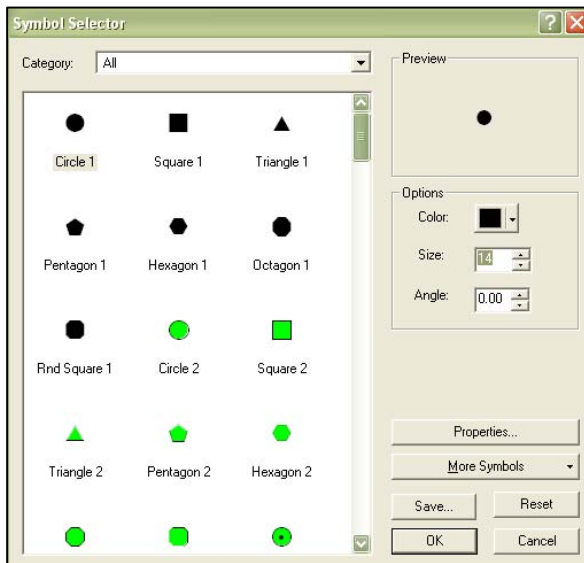 Symbol Selector
Category: All
Circle 1 Square 1 Triangle 1
Pentagon 1 Hexagon 1 Octagon 1
Rnd Square 1 Circle 2 Square 2
Triangle 2 Pentagon 2 Hexagon 2
Preview
Options
Color:
Size: 14
Angle: 0.00
Properties...
More Symbols
Save... Reset
OK Cancel